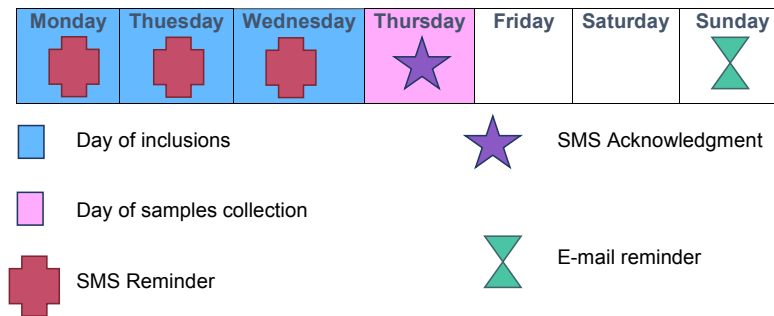 Monday Thuesday Wednesday Thursday Friday Saturday Sunday
Day of inclusions
SMS Acknowledgment
Day of samples collection
E-mail reminder
SMS Reminder